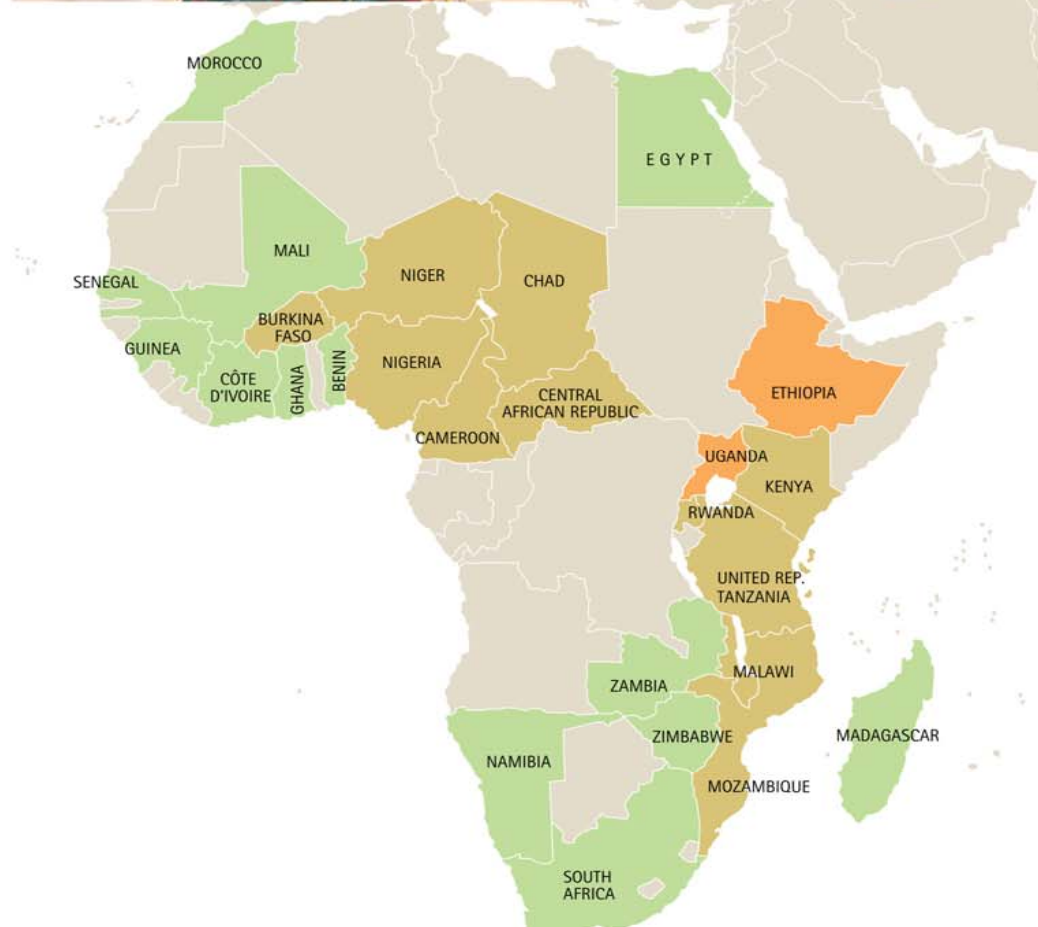 MOROCCO
EGYPT
MALI
SENEGAL
NIGER
CHAD
BURKINA
FASO
GUINEA
NIGERIA
CÔTE
D'IVOIRE
GHANA
BENIN
CENTRAL
AFRICAN REPUBLIC
ETHIOPIA
CAMEROON
UGANDA
KENYA
RWANDA
UNITED REP.
TANZANIA
MALAWI
ZAMBIA
ZIMBABWE
MADAGASCAR
NAMIBIA
MOZAMBIQUE
SOUTH
AFRICA